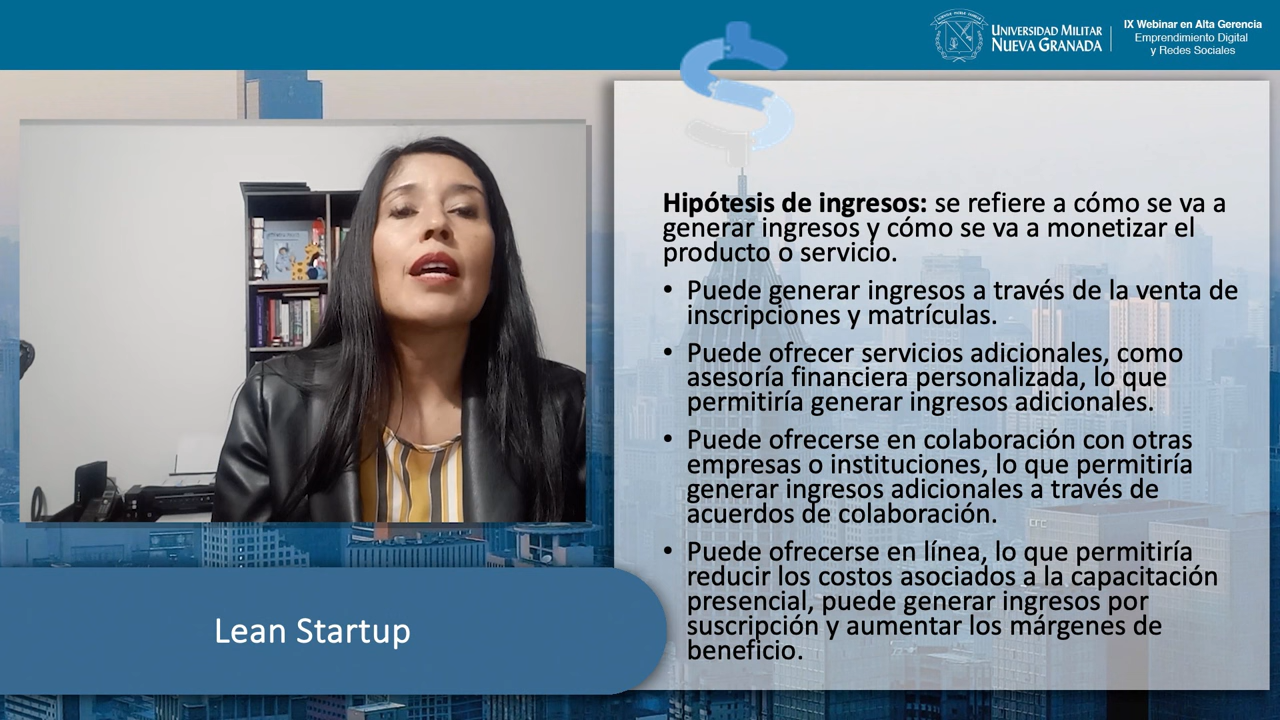 UNIVERSIDAD MILITAR
NUEVA GRANADA
IX Webinar en Alta Gerencia
Emprendimiento Digital
y Redes Sociales
Hipótesis de ingresos: se refiere a cómo se va a
generar ingresos y cómo se va a monetizar el
producto o servicio.
• Puede generar ingresos a través de la venta de
inscripciones y matrículas.
• Puede ofrecer servicios adicionales, como
asesoría financiera personalizada, lo que
permitiría generar ingresos adicionales.
• Puede ofrecerse en colaboración con otras
empresas o instituciones, lo que permitiría
generar ingresos adicionales a través de
acuerdos de colaboración.
• Puede ofrecerse en línea, lo que permitiría
reducir los costos asociados a la capacitación
presencial, puede generar ingresos por
suscripción y aumentar los márgenes de
beneficio.
Lean Startup